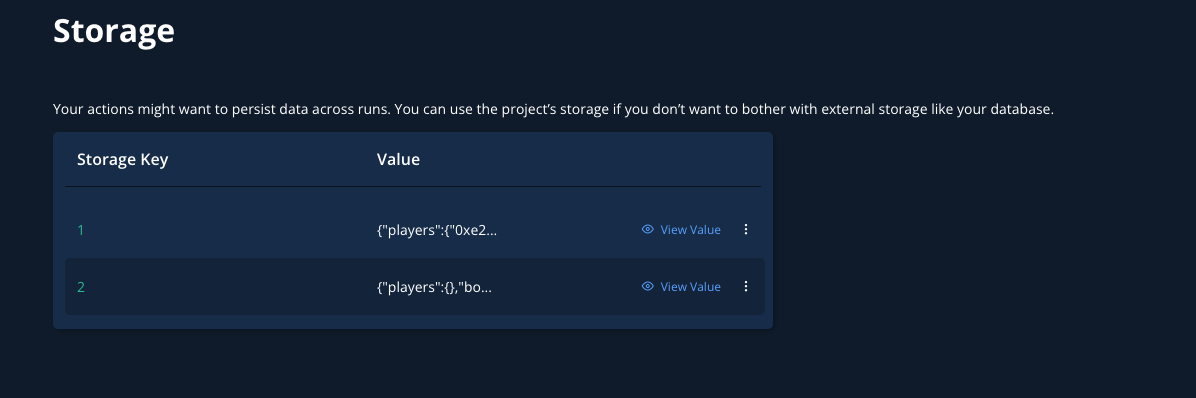 Storage
Your actions might want to persist data across runs. You can use the project’s storage if you don’t want to bother with external storage like your database.
Storage Key Value
1 {"players":{"0xe2... View Value
2 {"players":{},"bo... View Value